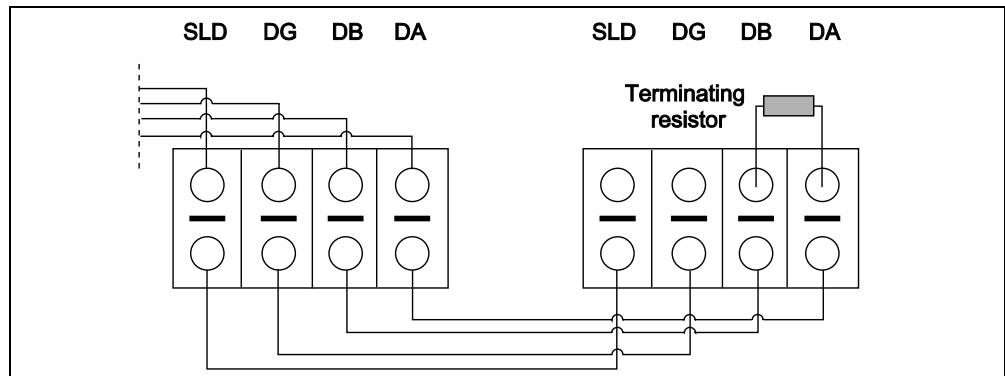 SLD DG DB DA SLD DG DB DA
Terminating
resistor